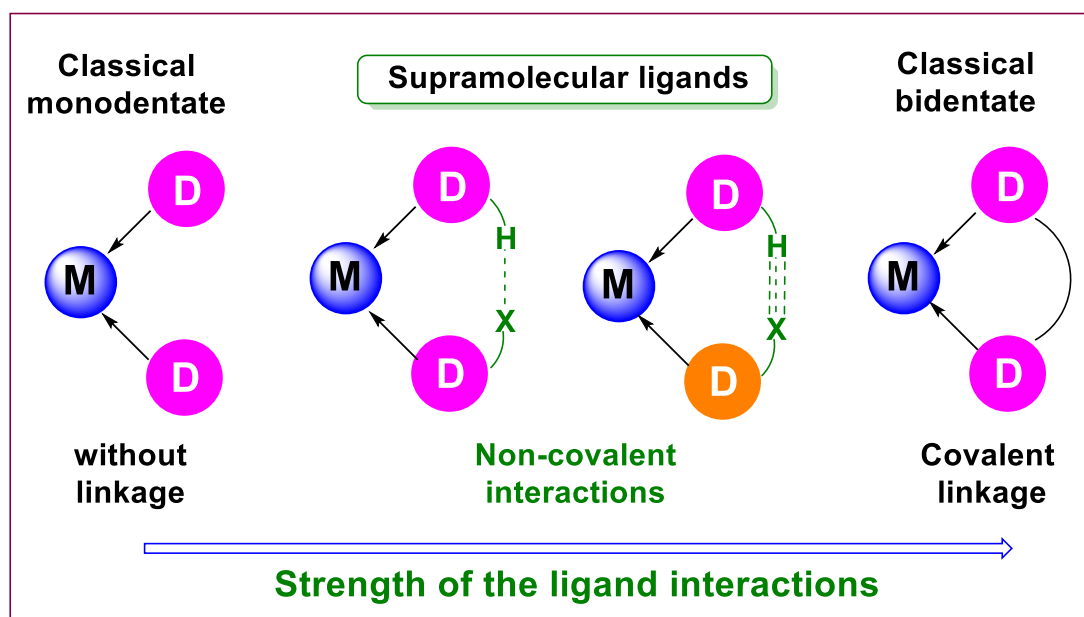 Classical
monodentate
Supramolecular ligands
Classical
bidentate
D
M
D
D
H
M
X
D
D
H
M
X
D
D
M
D
without
linkage
Non-covalent
interactions
Covalent
linkage
Strength of the ligand interactions